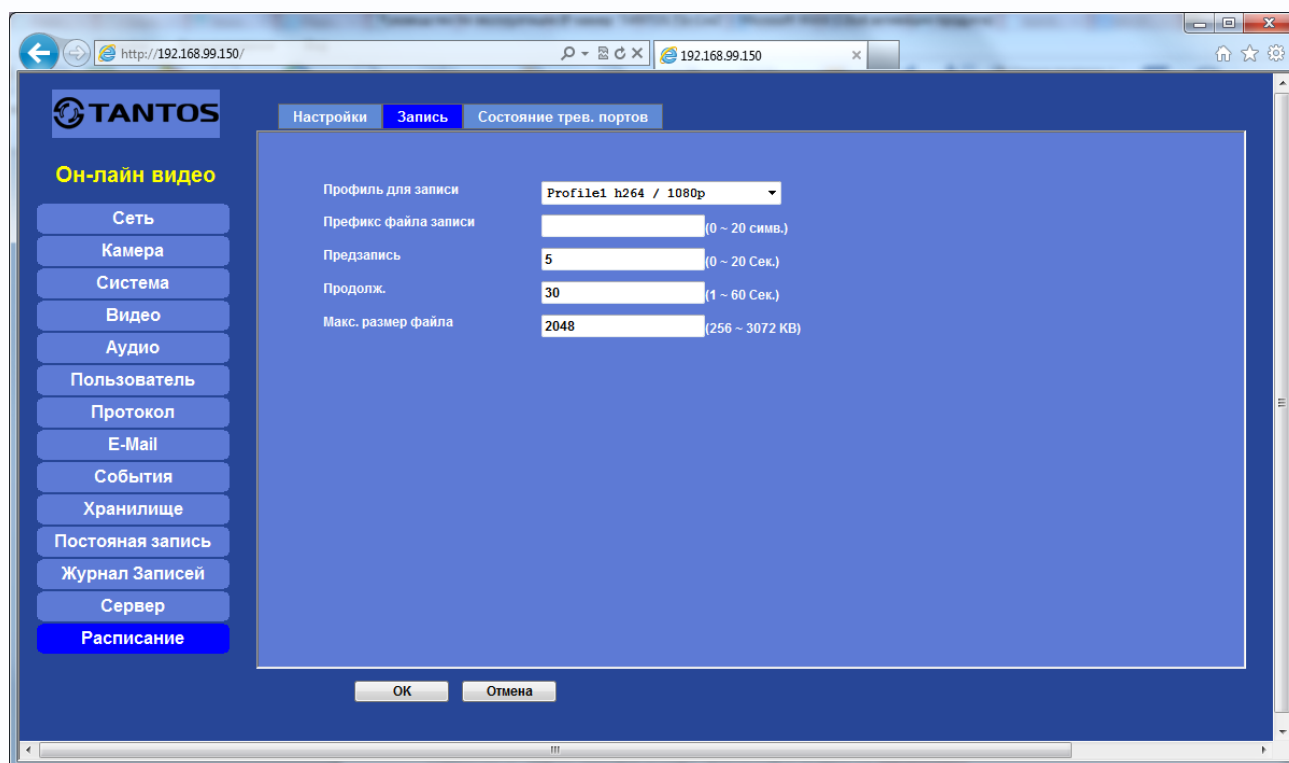 http://192.168.99.150/
192.168.99.150
TANTOS
Настройки Запись Состояние трев. портов
Он-лайн видео
Сеть
Камера
Система
Видео
Аудио
Пользователь
Протокол
E-Mail
События
Хранилище
Постояная запись
Журнал Записей
Сервер
Расписание
Профиль для записи Profile1 h264 / 1080p
Префикс файла записи (0 ~ 20 симв.)
Предзапись 5 (0 ~ 20 Сек.)
Продолж. 30 (1 ~ 60 Сек.)
Макс. размер файла 2048 (256 ~ 3072 KB)
OK Отмена